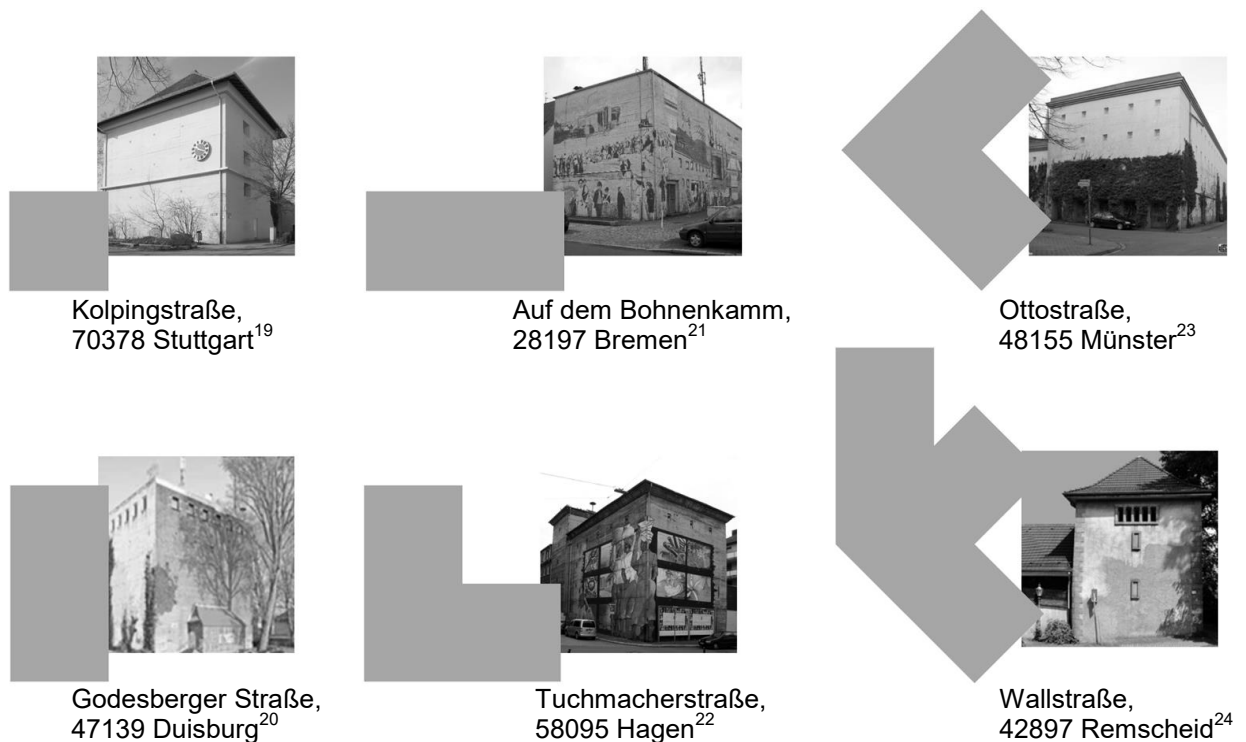 Kolpingstraße,
70378 Stuttgart19
Auf dem Bohnenkamm,
28197 Bremen21
Ottostraße,
48155 Münster23
Godesberger Straße,
47139 Duisburg20
Tuchmacherstraße,
58095 Hagen22
Wallstraße,
42897 Remscheid24